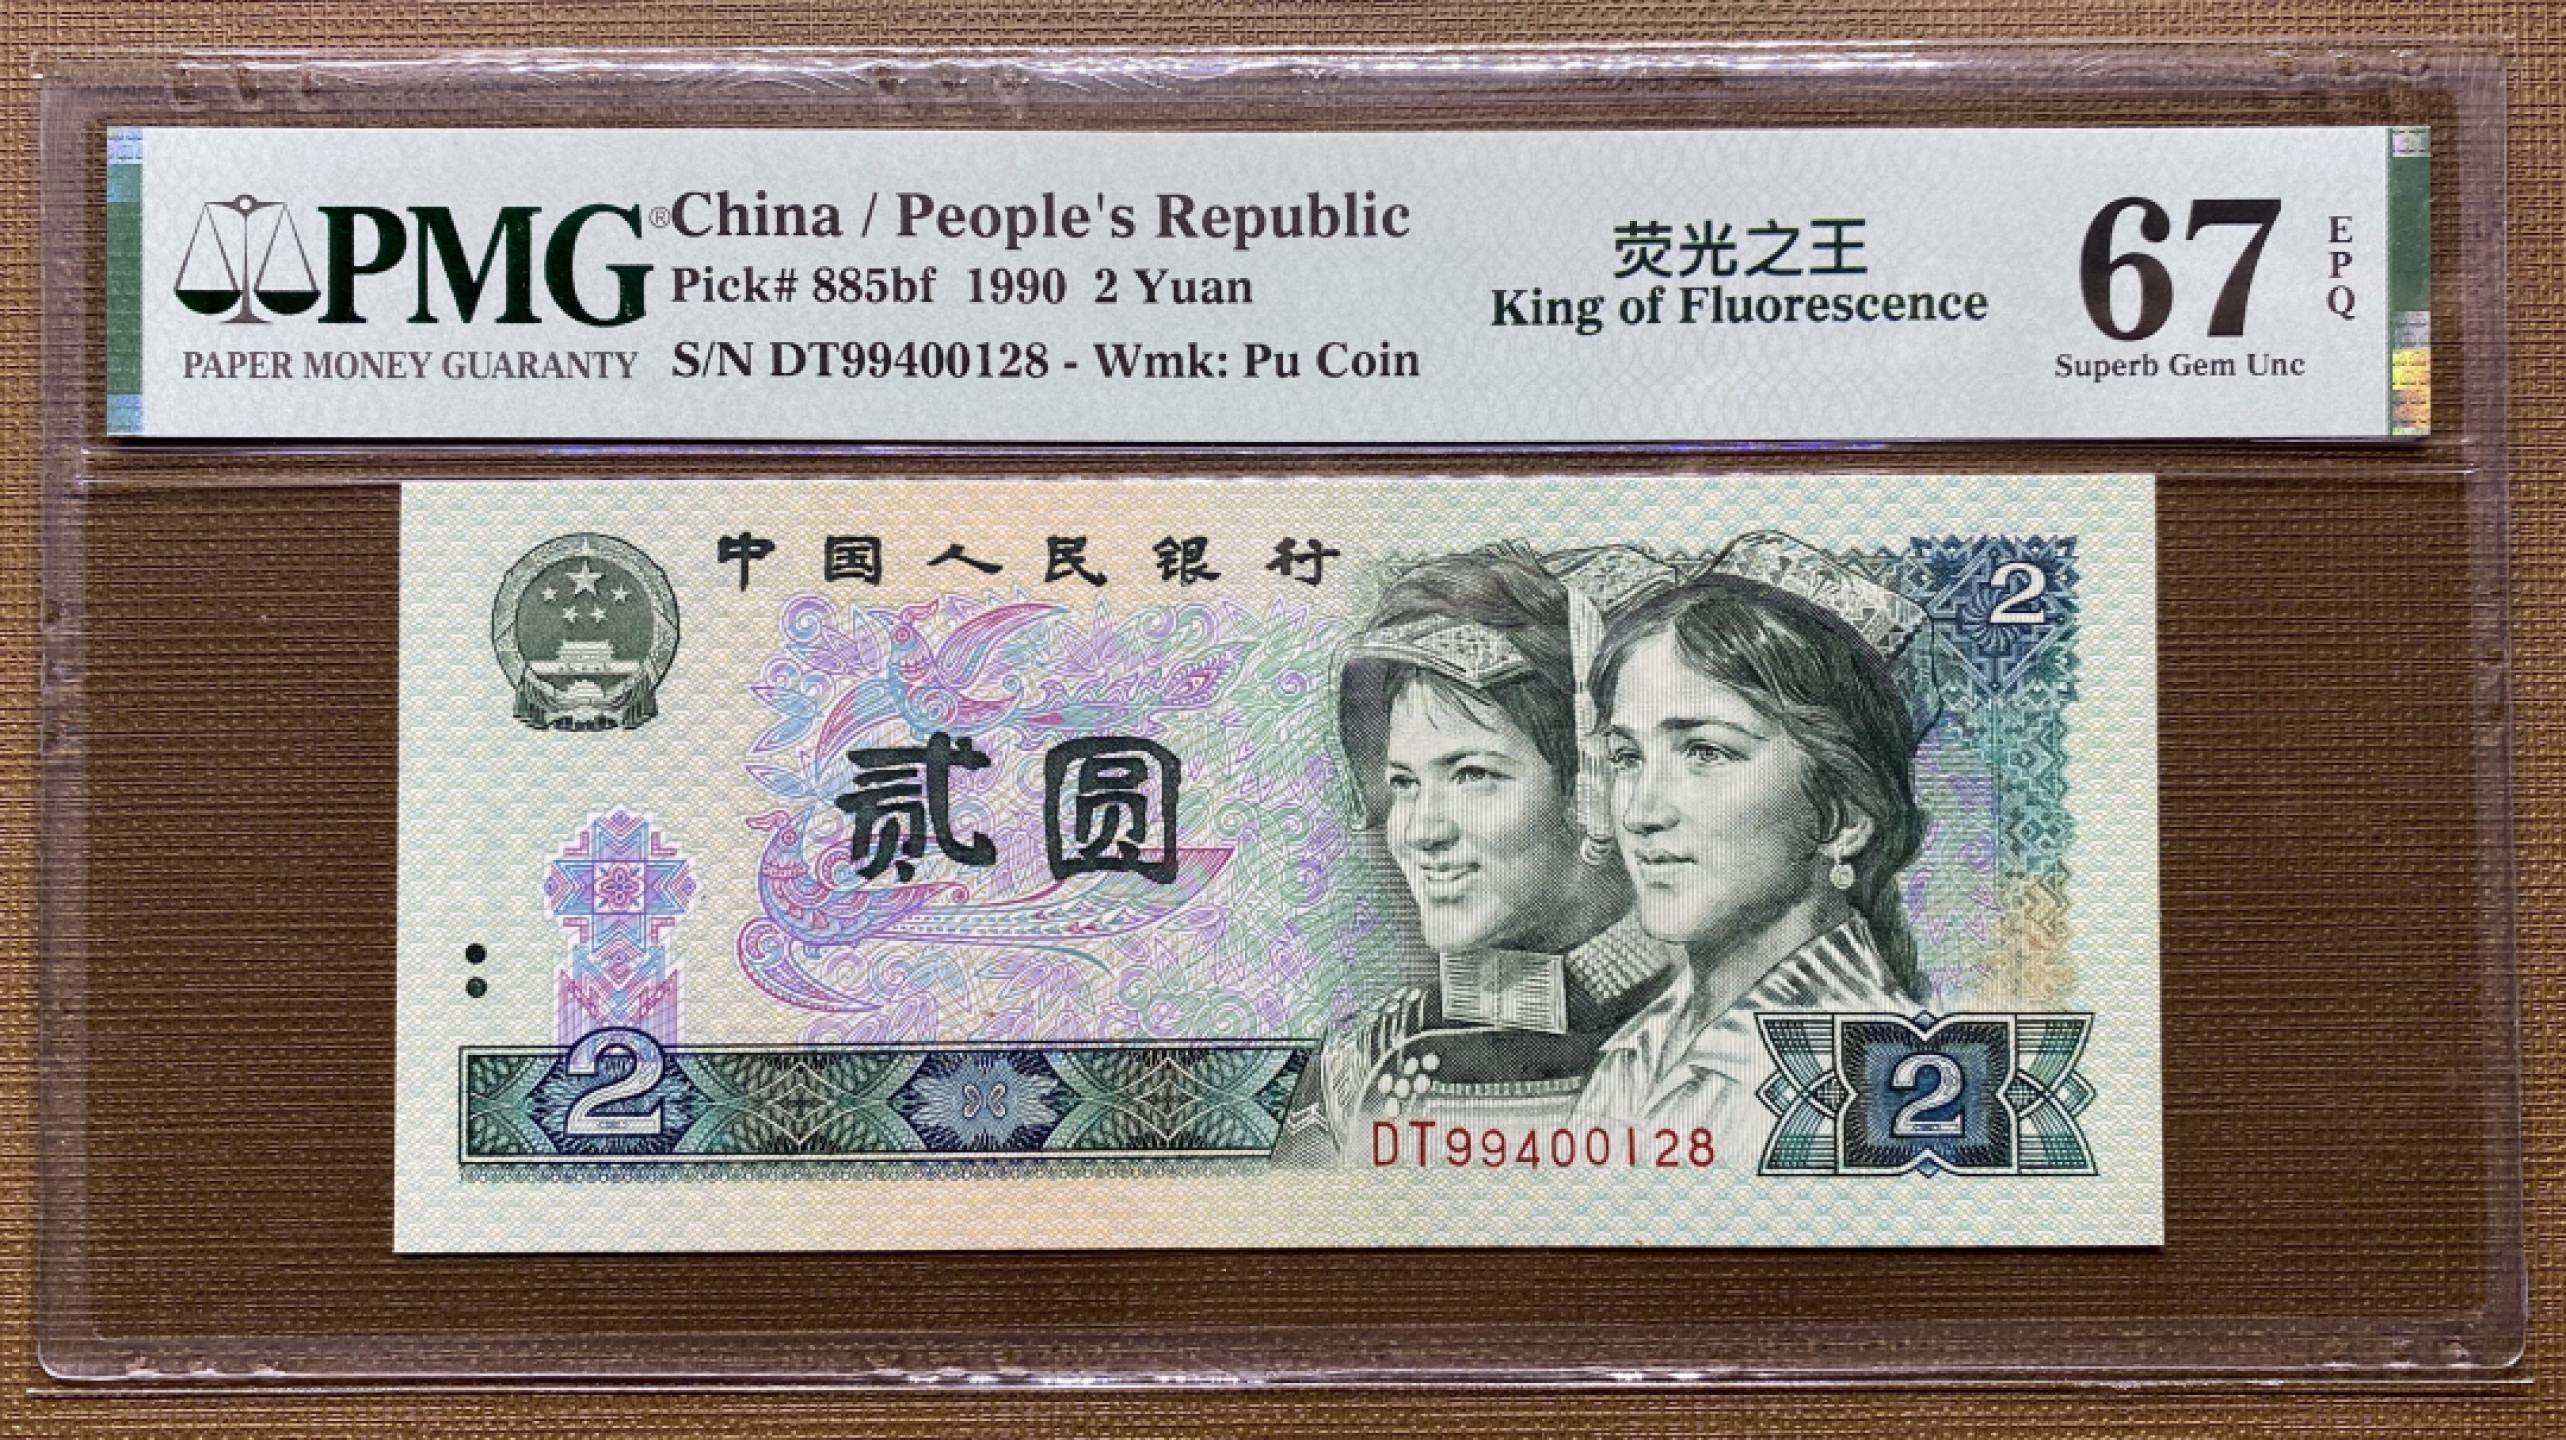 PMG®
PAPER MONEY GUARANTY
China / People's Republic
Pick# 885bf 1990 2 Yuan
S/N DT99400128 - Wmk: Pu Coin
荧光之王
King of Fluorescence
67
EPQ
Superb Gem Unc
中国人民银行
2
贰圆
2
2
DT99400128